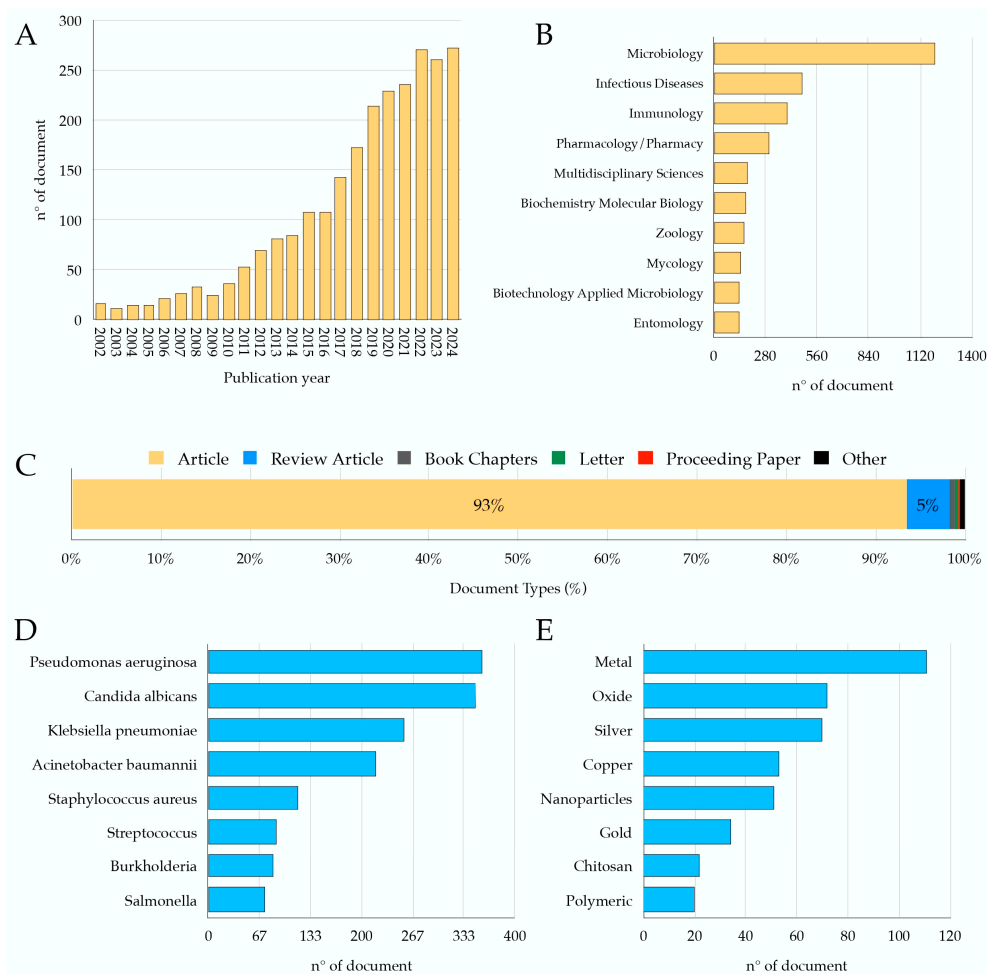 A
n° of document
300
250
200
150
100
50
0
2002 2003 2004 2005 2006 2007 2008 2009 2010 2011 2012 2013 2014 2015 2016 2017 2018 2019 2020 2021 2022 2023 2024
Publication year
B
Microbiology
Infectious Diseases
Immunology
Pharmacology/Pharmacy
Multidisciplinary Sciences
Biochemistry Molecular Biology
Zoology
Mycology
Biotechnology Applied Microbiology
Entomology
0 280 560 840 1120 1400
n° of document
C
Article Review Article Book Chapters Letter Proceeding Paper Other
93% 5%
0% 10% 20% 30% 40% 50% 60% 70% 80% 90% 100%
Document Types (%)
D
Pseudomonas aeruginosa
Candida albicans
Klebsiella pneumoniae
Acinetobacter baumannii
Staphylococcus aureus
Streptococcus
Burkholderia
Salmonella
0 67 133 200 267 333 400
n° of document
E
Metal
Oxide
Silver
Copper
Nanoparticles
Gold
Chitosan
Polymeric
0 20 40 60 80 100 120
n° of document